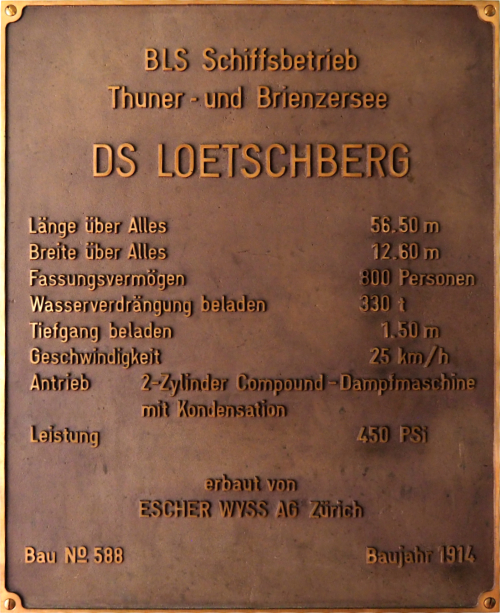 BLS Schiffsbetrieb
Thuner- und Brienzersee
DS LOETSCHBERG
Länge über Alles 56.50 m
Breite über Alles 12.60 m
Fassungsvermögen 800 Personen
Wasserverdrängung beladen 330 t
Tiefgang beladen 1.50 m
Geschwindigkeit 25 km/h
Antrieb 2-Zylinder Compound-Dampfmaschine
mit Kondensation
Leistung 450 PSi
erbaut von
ESCHER WYSS AG Zürich
Bau Nº 588 Baujahr 1914